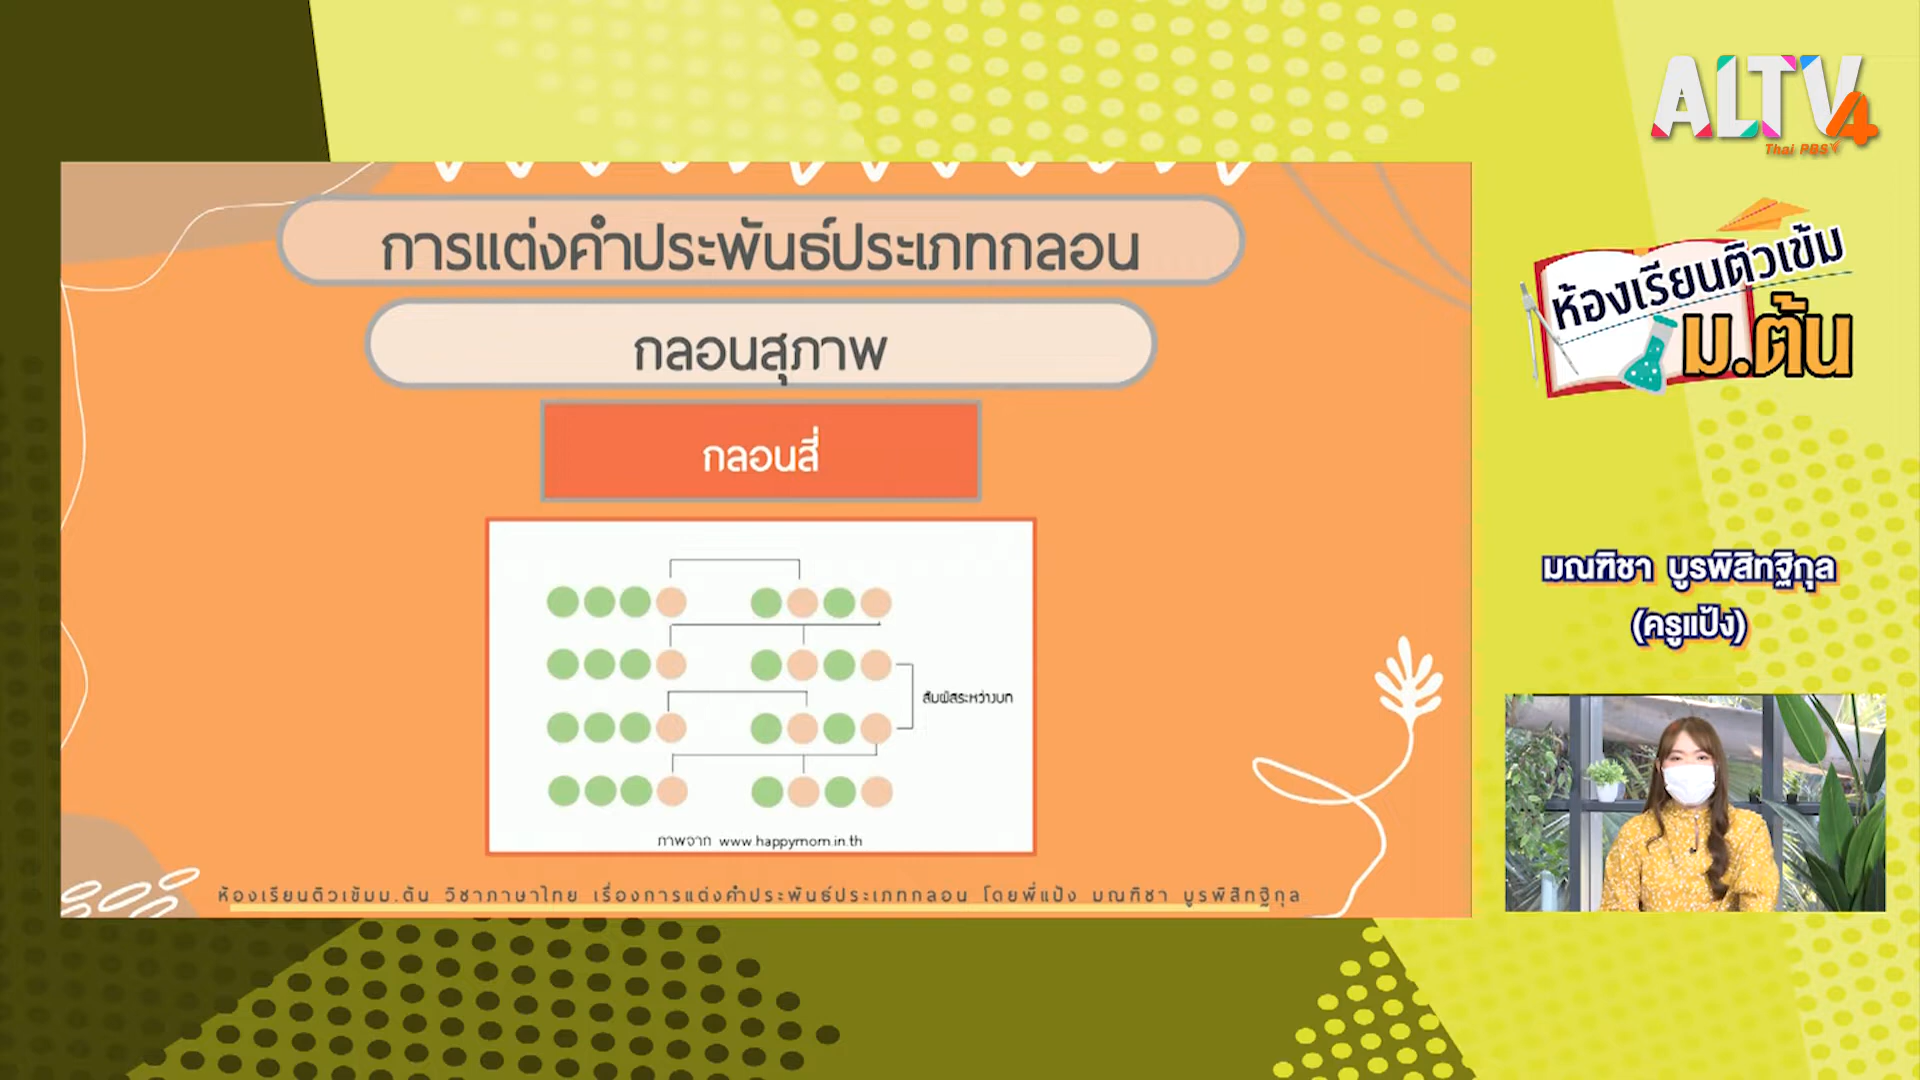 ALTV4
Thai PBS
ห้องเรียนติวเข้ม
ม.ต้น
การแต่งคำประพันธ์ประเภทกลอน
กลอนสุภาพ
กลอนสี่
สัมผัสระหว่างบท
ภาพจาก www.happymom.in.th
ห้องเรียนติวเข้มม.ต้น วิชาภาษาไทย เรื่องการแต่งคำประพันธ์ประเภทกลอน โดยพี่แป้ง มณฑิชา บูรพิสิทฐิกุล
มณฑิชา บูรพิสิทฐิกุล
(ครูแป้ง)